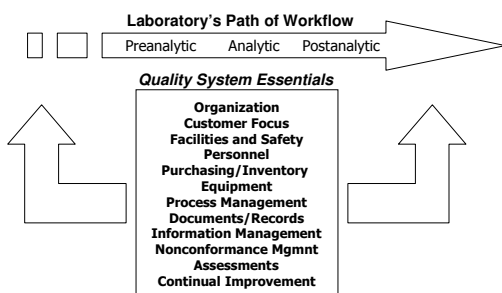 Laboratory's Path of Workflow
Preanalytic Analytic Postanalytic
Quality System Essentials
Organization
Customer Focus
Facilities and Safety
Personnel
Purchasing/Inventory
Equipment
Process Management
Documents/Records
Information Management
Nonconformance Mgmnt
Assessments
Continual Improvement